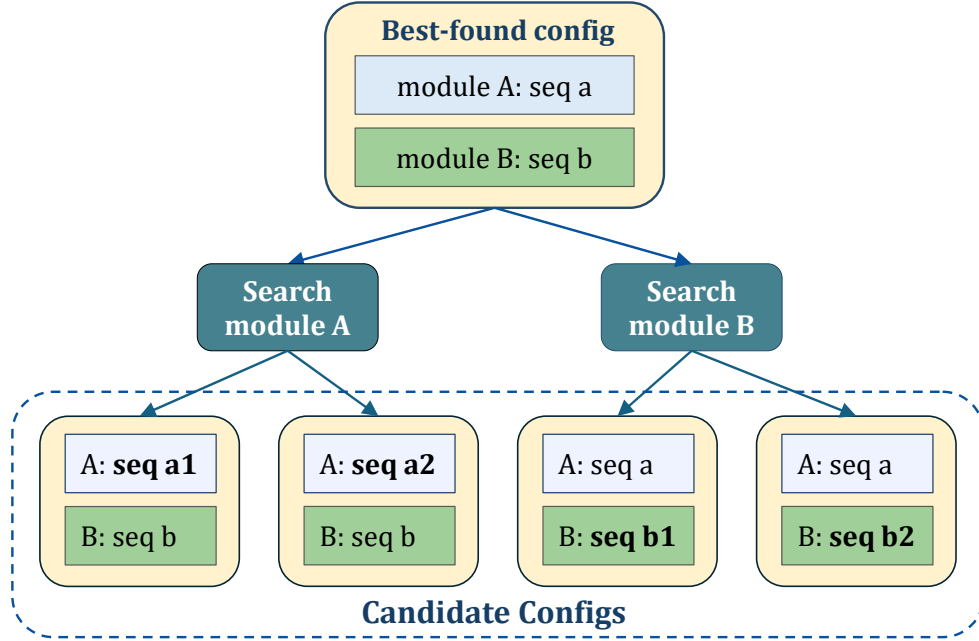 Best-found config
module A: seq a
module B: seq b
Search
module A
Search
module B
A: seq a1
B: seq b
A: seq a2
B: seq b
A: seq a
B: seq b1
A: seq a
B: seq b2
Candidate Configs